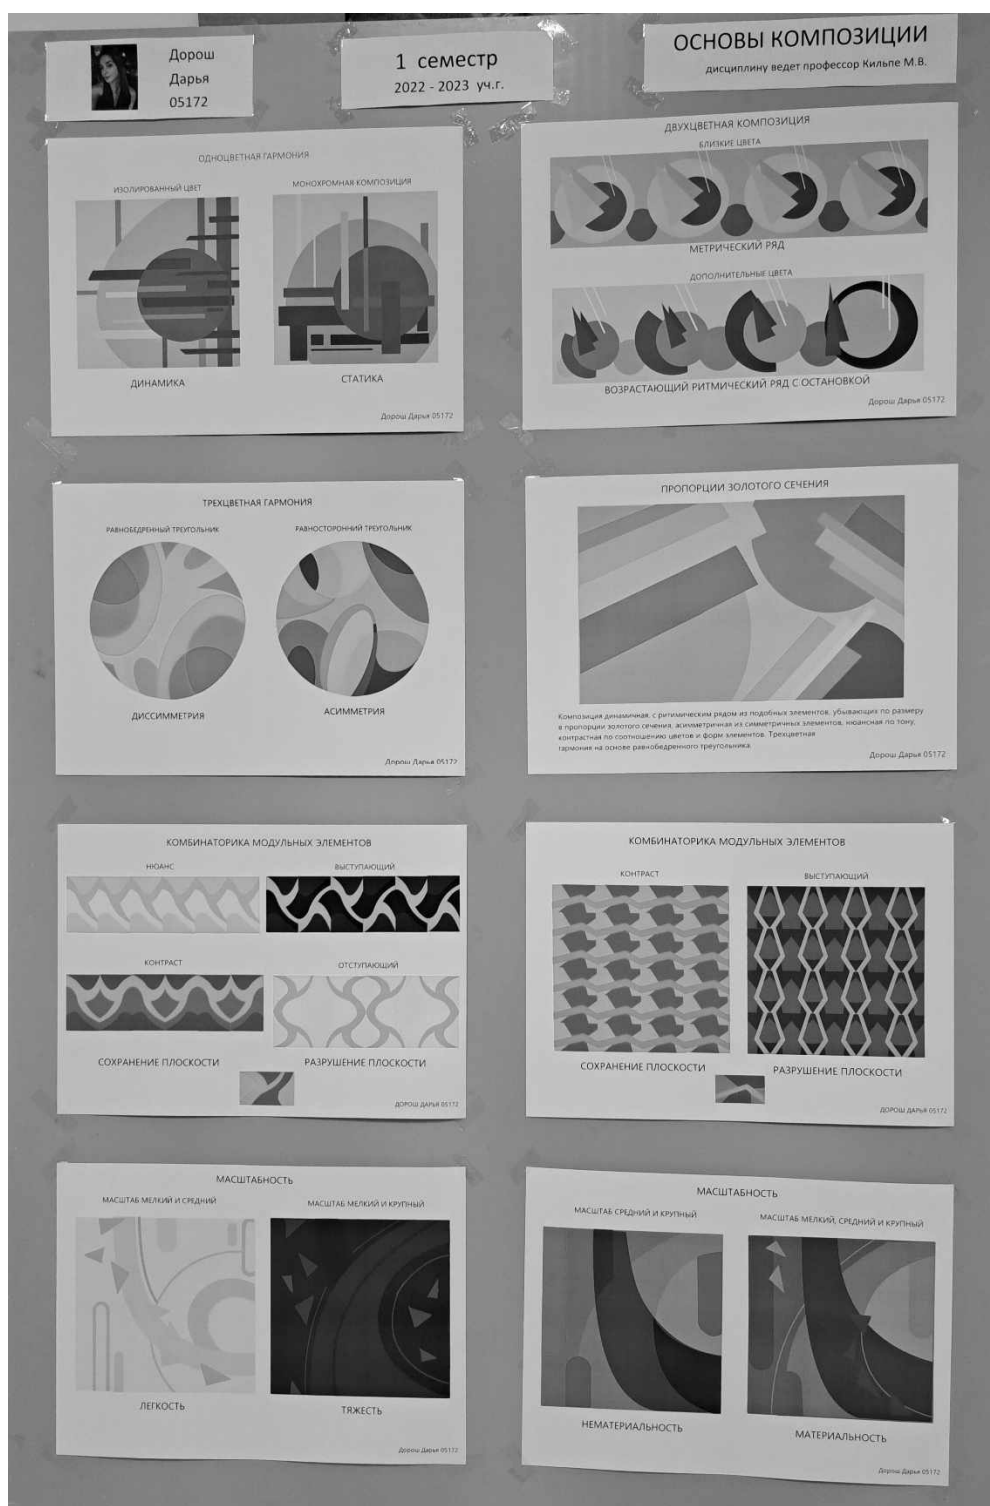 Дорош
Дарья
05172
1 семестр
2022 - 2023 уч.г.
ОСНОВЫ КОМПОЗИЦИИ
дисциплину ведет профессор Кильпе М.В.
ОДНОЦВЕТНАЯ ГАРМОНИЯ
ИЗОЛИРОВАННЫЙ ЦВЕТ
МОНОХРОМНАЯ КОМПОЗИЦИЯ
ДИНАМИКА
СТАТИКА
Дорош Дарья 05172
ДВУХЦВЕТНАЯ КОМПОЗИЦИЯ
БЛИЗКИЕ ЦВЕТА
МЕТРИЧЕСКИЙ РЯД
ДОПОЛНИТЕЛЬНЫЕ ЦВЕТА
ВОЗРАСТАЮЩИЙ РИТМИЧЕСКИЙ РЯД С ОСТАНОВКОЙ
Дорош Дарья 05172
ТРЕХЦВЕТНАЯ ГАРМОНИЯ
РАВНОБЕДРЕННЫЙ ТРЕУГОЛЬНИК
РАВНОСТОРОННИЙ ТРЕУГОЛЬНИК
ДИССИММЕТРИЯ
АСИММЕТРИЯ
Дорош Дарья 05172
ПРОПОРЦИИ ЗОЛОТОГО СЕЧЕНИЯ
Композиция динамичная, с ритмическим рядом из подобных элементов, убывающих по размеру
в пропорции золотого сечения, асимметричная из симметричных элементов, нюансная по тону,
контрастная по соотношению цветов и форм элементов. Трехцветная
гармония на основе равнобедренного треугольника.
Дорош Дарья 05172
КОМБИНАТОРИКА МОДУЛЬНЫХ ЭЛЕМЕНТОВ
НЮАНС
ВЫСТУПАЮЩИЙ
КОНТРАСТ
ОТСТУПАЮЩИЙ
СОХРАНЕНИЕ ПЛОСКОСТИ
РАЗРУШЕНИЕ ПЛОСКОСТИ
ДОРОШ ДАРЬЯ 05172
КОМБИНАТОРИКА МОДУЛЬНЫХ ЭЛЕМЕНТОВ
КОНТРАСТ
ВЫСТУПАЮЩИЙ
СОХРАНЕНИЕ ПЛОСКОСТИ
РАЗРУШЕНИЕ ПЛОСКОСТИ
ДОРОШ ДАРЬЯ 05172
МАСШТАБНОСТЬ
МАСШТАБ МЕЛКИЙ И СРЕДНИЙ
МАСШТАБ МЕЛКИЙ И КРУПНЫЙ
ЛЕГКОСТЬ
ТЯЖЕСТЬ
Дорош Дарья 05172
МАСШТАБНОСТЬ
МАСШТАБ СРЕДНИЙ И КРУПНЫЙ
МАСШТАБ МЕЛКИЙ, СРЕДНИЙ И КРУПНЫЙ
НЕМАТЕРИАЛЬНОСТЬ
МАТЕРИАЛЬНОСТЬ
Дорош Дарья 05172